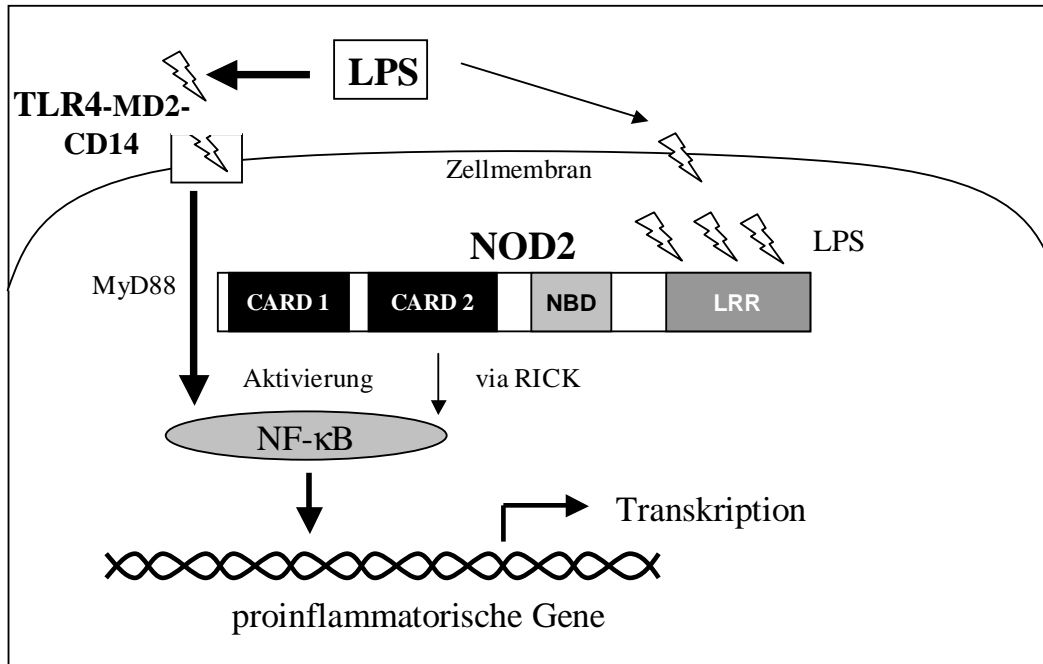 LPS
TLR4-MD2-
CD14
Zellmembran
NOD2
LPS
MyD88
CARD 1
CARD 2
NBD
LRR
Aktivierung
via RICK
NF-κB
Transkription
proinflammatorische Gene